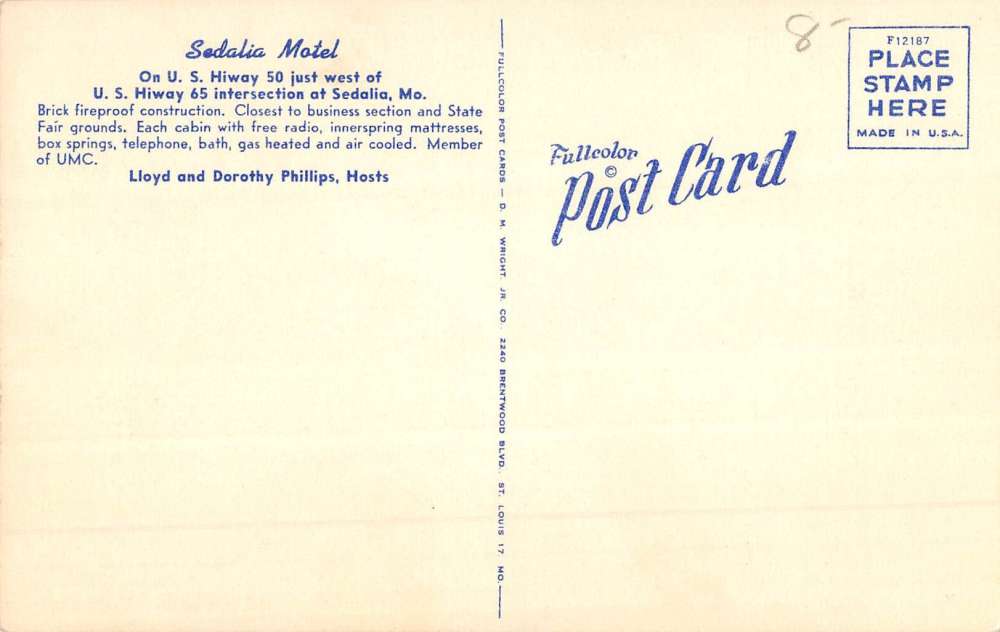 Sedalia Motel
On U. S. Hiway 50 just west of
U. S. Hiway 65 intersection at Sedalia, Mo.
Brick fireproof construction. Closest to business section and State
Fair grounds. Each cabin with free radio, innerspring mattresses,
box springs, telephone, bath, gas heated and air cooled. Member
of UMC.
Lloyd and Dorothy Phillips, Hosts
FULLCOLOR POST CARDS — D. M. WRIGHT, JR. CO. 2240 BRENTWOOD BLVD. ST. LOUIS 17 MO.
8-
Fullcolor
©
Post Card
F12187
PLACE
STAMP
HERE
MADE IN U.S.A.